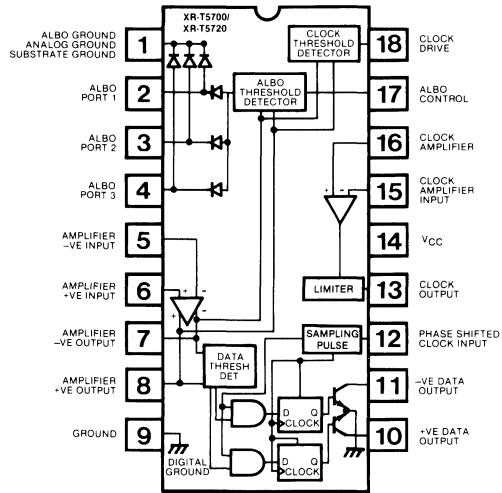 XR-T5700/
XR-T5720
ALBO GROUND
ANALOG GROUND
SUBSTRATE GROUND
1
ALBO
PORT 1
2
ALBO
PORT 2
3
ALBO
PORT 3
4
AMPLIFIER
–VE INPUT
5
AMPLIFIER
+VE INPUT
6
AMPLIFIER
–VE OUTPUT
7
AMPLIFIER
+VE OUTPUT
8
GROUND
9
DIGITAL
GROUND
CLOCK
THRESHOLD
DETECTOR
ALBO
THRESHOLD
DETECTOR
+ –
LIMITER
SAMPLING
PULSE
+ –
+ –
DATA
THRESH
DET
D Q
CLOCK
D Q
CLOCK
18
CLOCK
DRIVE
17
ALBO
CONTROL
16
CLOCK
AMPLIFIER
15
CLOCK
AMPLIFIER
INPUT
14
VCC
13
CLOCK
OUTPUT
12
PHASE SHIFTED
CLOCK INPUT
11
–VE DATA
OUTPUT
10
+VE DATA
OUTPUT